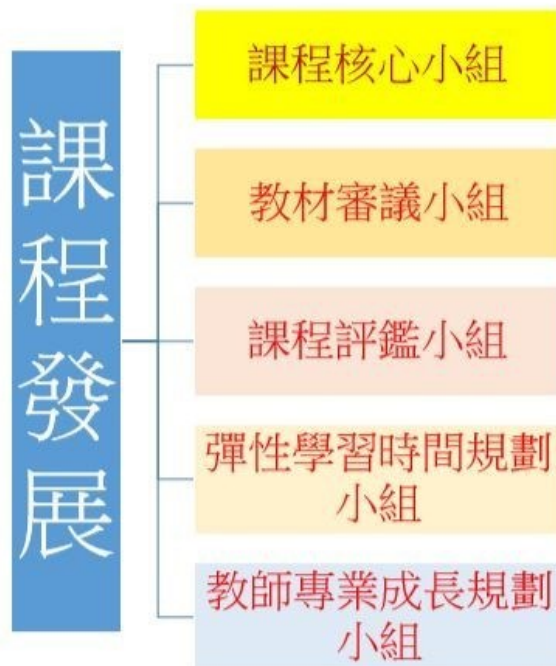 課程發展
課程核心小組
教材審議小組
課程評鑑小組
彈性學習時間規劃
小組
教師專業成長規劃
小組